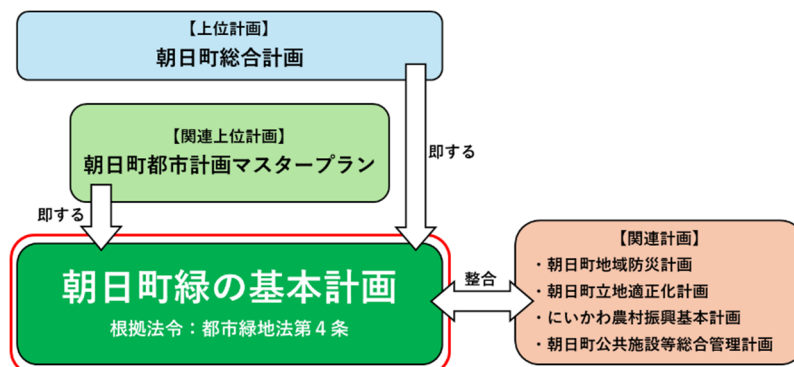 【上位計画】
朝日町総合計画
【関連上位計画】
朝日町都市計画マスタープラン
即する
即する
朝日町緑の基本計画
根拠法令：都市緑地法第4条
整合
【関連計画】
・朝日町地域防災計画
・朝日町立地適正化計画
・にいかわ農村振興基本計画
・朝日町公共施設等総合管理計画